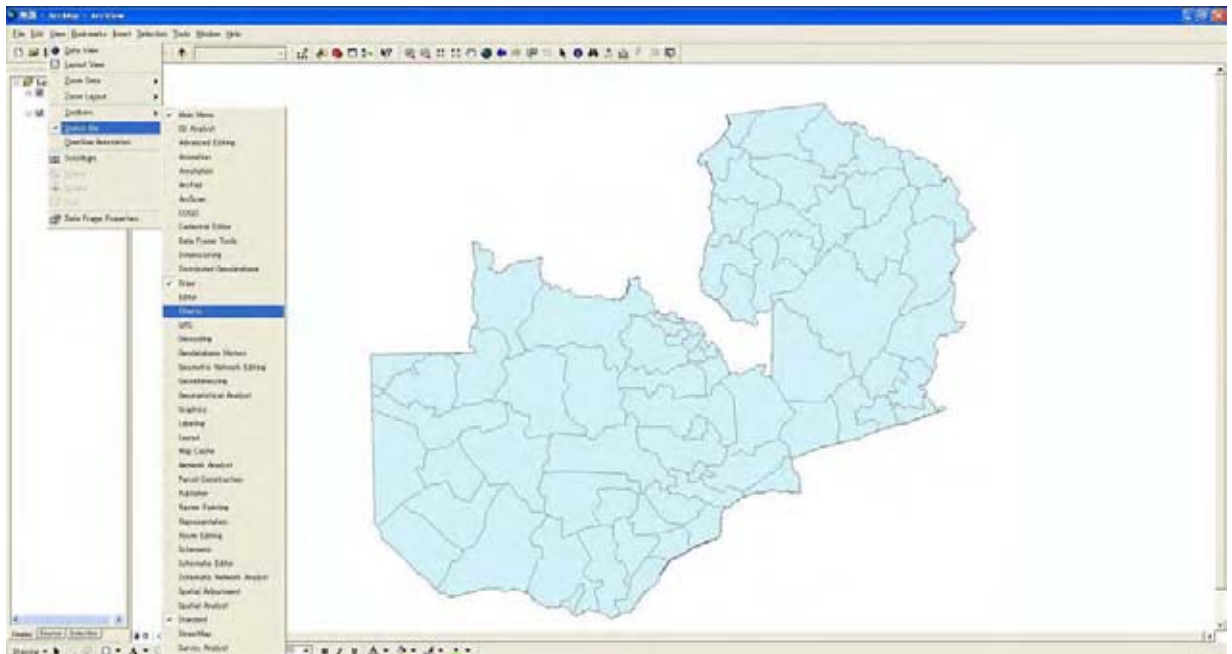 ArcMap - ArcView
File Edit View Bookmarks Insert Selection Tools Window Help
Data View
Layout View
Zoom Data
Zoom Layout
Toolbars
Status Bar
Overflow Annotation
Scrollbars
Data Frame Properties
Main Menu
3D Analyst
Advanced Editing
Animation
Annotation
ArcPad
ArcScan
COGO
Cadastral Editor
Data Frame Tools
Dimensioning
Distributed Geodatabase
Draw
Editor
Effects
GPS
Geocoding
Geodatabase History
Geometric Network Editing
Georeferencing
Geostatistical Analyst
Graphics
Labeling
Layout
Map Cache
Network Analyst
Parcel Construction
Publisher
Raster Painting
Representation
Route Editing
Schematic
Schematic Editor
Schematic Network Analyst
Spatial Adjustment
Spatial Analyst
Standard
StreetMap
Survey Analyst
Display Source Selection
Drawing